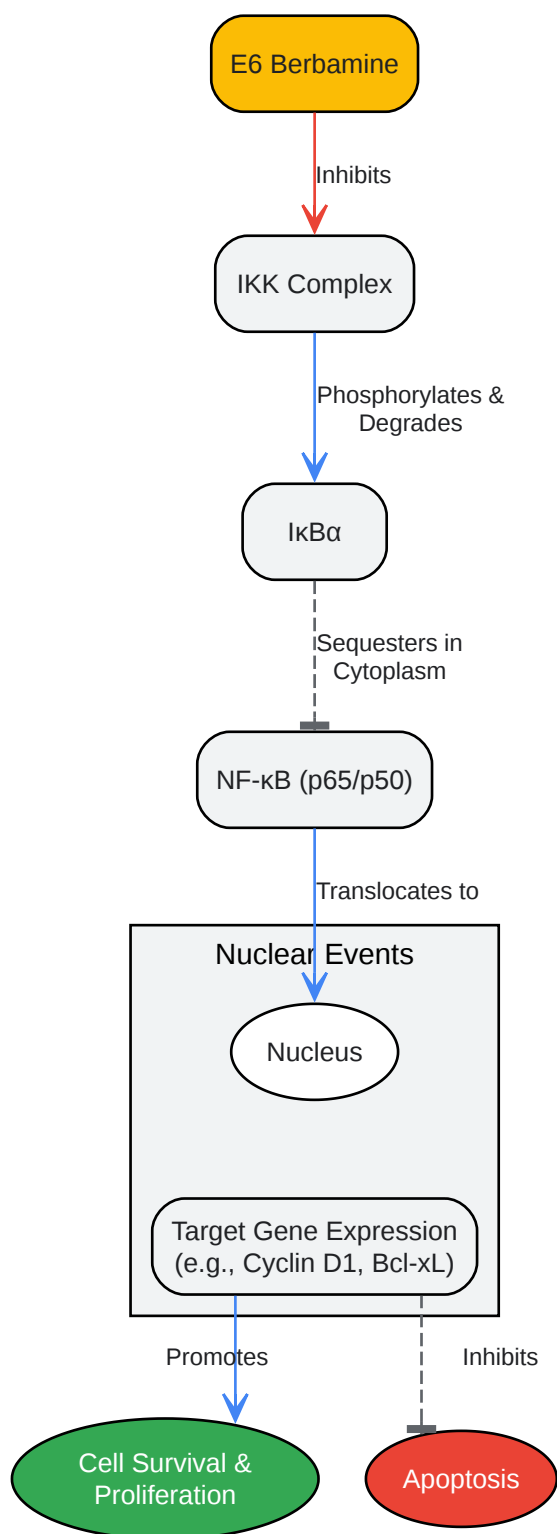 E6 Berbamine
Inhibits
IKK Complex
Phosphorylates &
Degrades
IκBα
Sequesters in
Cytoplasm
NF-κB (p65/p50)
Translocates to
Nuclear Events
Nucleus
Target Gene Expression
(e.g., Cyclin D1, Bcl-xL)
Promotes
Inhibits
Cell Survival &
Proliferation
Apoptosis